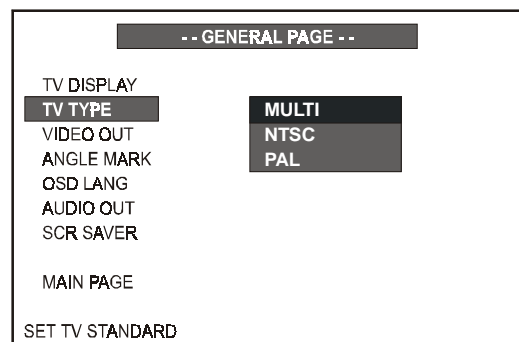 - - GENERAL PAGE - -
TV DISPLAY
TV TYPE
MULTI
VIDEO OUT
NTSC
ANGLE MARK
PAL
OSD LANG
AUDIO OUT
SCR SAVER
MAIN PAGE
SET TV STANDARD